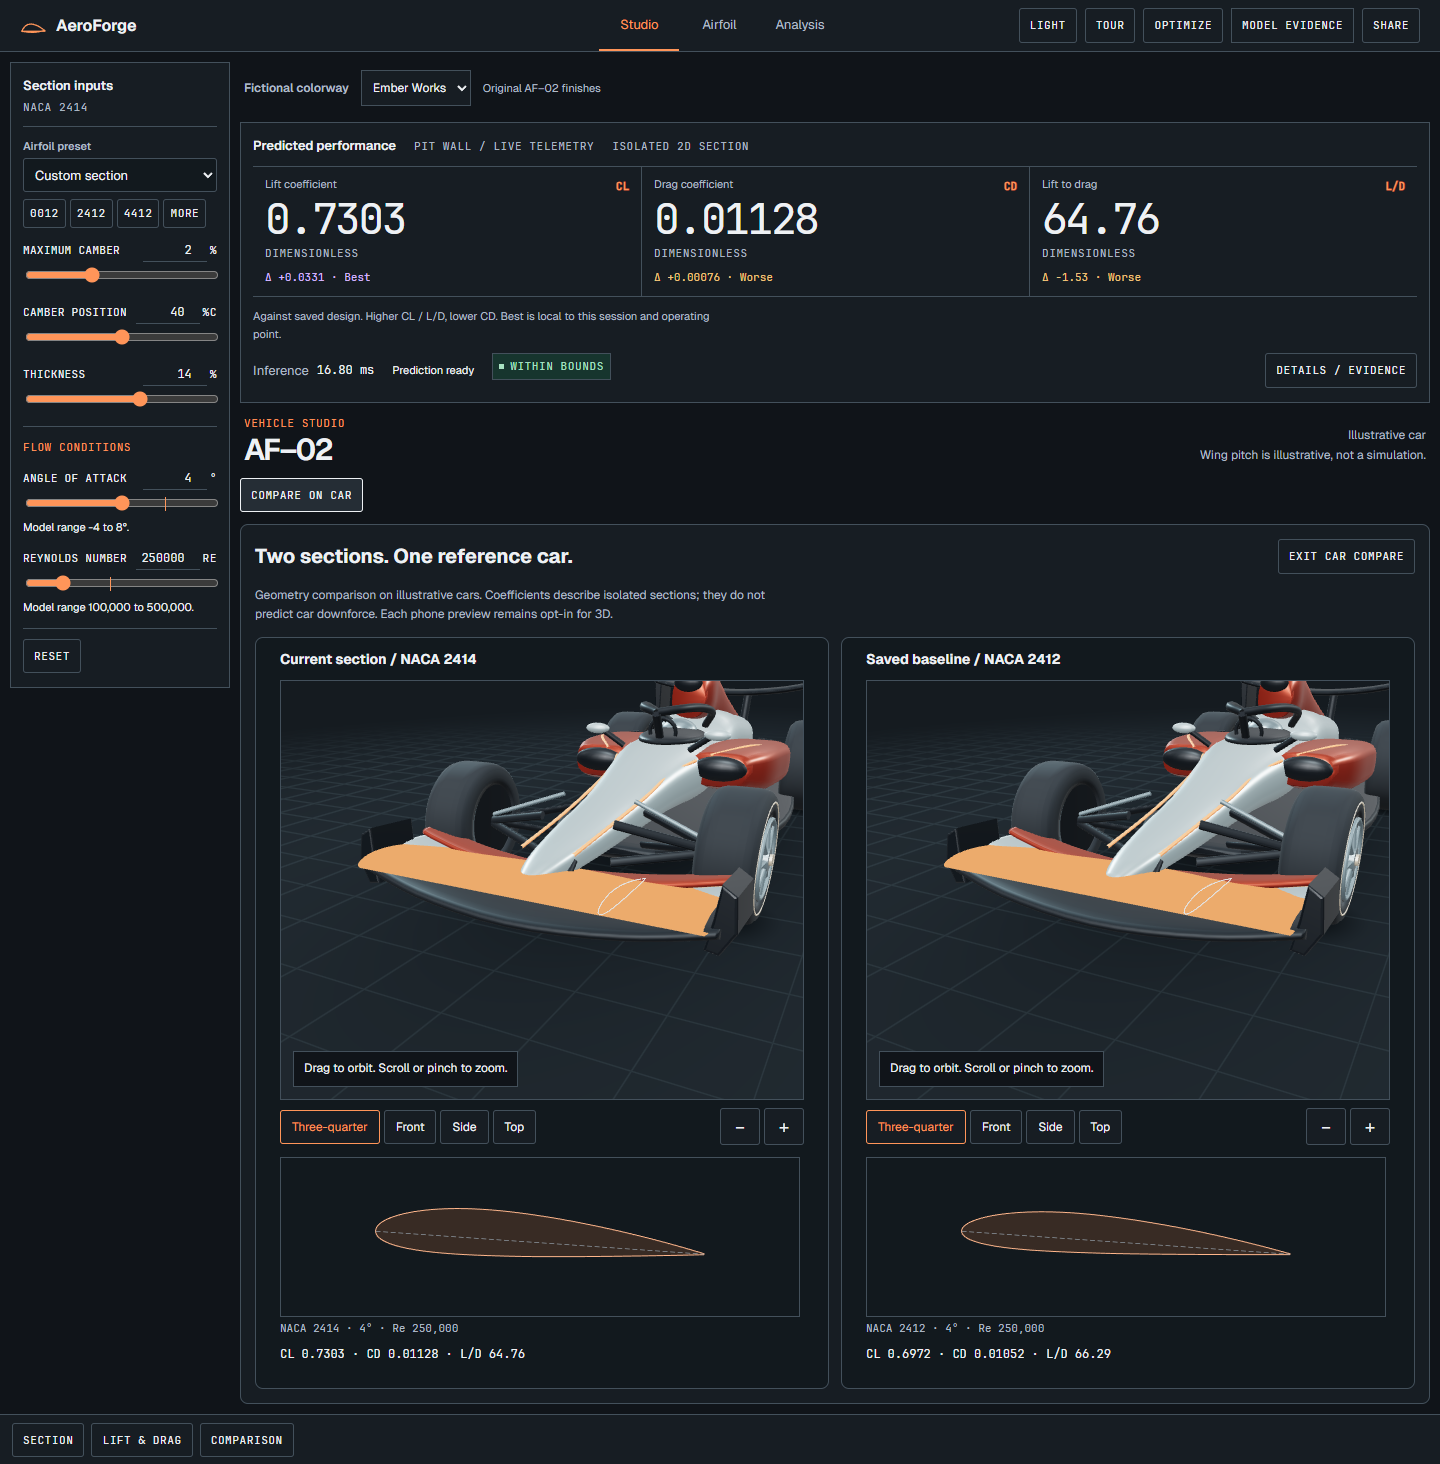 AeroForge
Studio
Airfoil
Analysis
LIGHT
TOUR
OPTIMIZE
MODEL EVIDENCE
SHARE
Section inputs
NACA 2414
Airfoil preset
Custom section
0012
2412
4412
MORE
MAXIMUM CAMBER 2 %
CAMBER POSITION 40 %C
THICKNESS 14 %
FLOW CONDITIONS
ANGLE OF ATTACK 4 °
Model range -4 to 8°.
REYNOLDS NUMBER 250000 RE
Model range 100,000 to 500,000.
RESET
Fictional colorway
Ember Works
Original AF–02 finishes
Predicted performance PIT WALL / LIVE TELEMETRY ISOLATED 2D SECTION
Lift coefficient CL
0.7303
DIMENSIONLESS
Δ +0.0331 · Best
Drag coefficient CD
0.01128
DIMENSIONLESS
Δ +0.00076 · Worse
Lift to drag L/D
64.76
DIMENSIONLESS
Δ -1.53 · Worse
Against saved design. Higher CL / L/D, lower CD. Best is local to this session and operating
point.
Inference 16.80 ms Prediction ready WITHIN BOUNDS
DETAILS / EVIDENCE
VEHICLE STUDIO
AF–02
Illustrative car
Wing pitch is illustrative, not a simulation.
COMPARE ON CAR
Two sections. One reference car.
EXIT CAR COMPARE
Geometry comparison on illustrative cars. Coefficients describe isolated sections; they do not
predict car downforce. Each phone preview remains opt-in for 3D.
Current section / NACA 2414
Drag to orbit. Scroll or pinch to zoom.
Three-quarter
Front
Side
Top
−
+
NACA 2414 · 4° · Re 250,000
CL 0.7303 · CD 0.01128 · L/D 64.76
Saved baseline / NACA 2412
Drag to orbit. Scroll or pinch to zoom.
Three-quarter
Front
Side
Top
−
+
NACA 2412 · 4° · Re 250,000
CL 0.6972 · CD 0.01052 · L/D 66.29
SECTION
LIFT & DRAG
COMPARISON